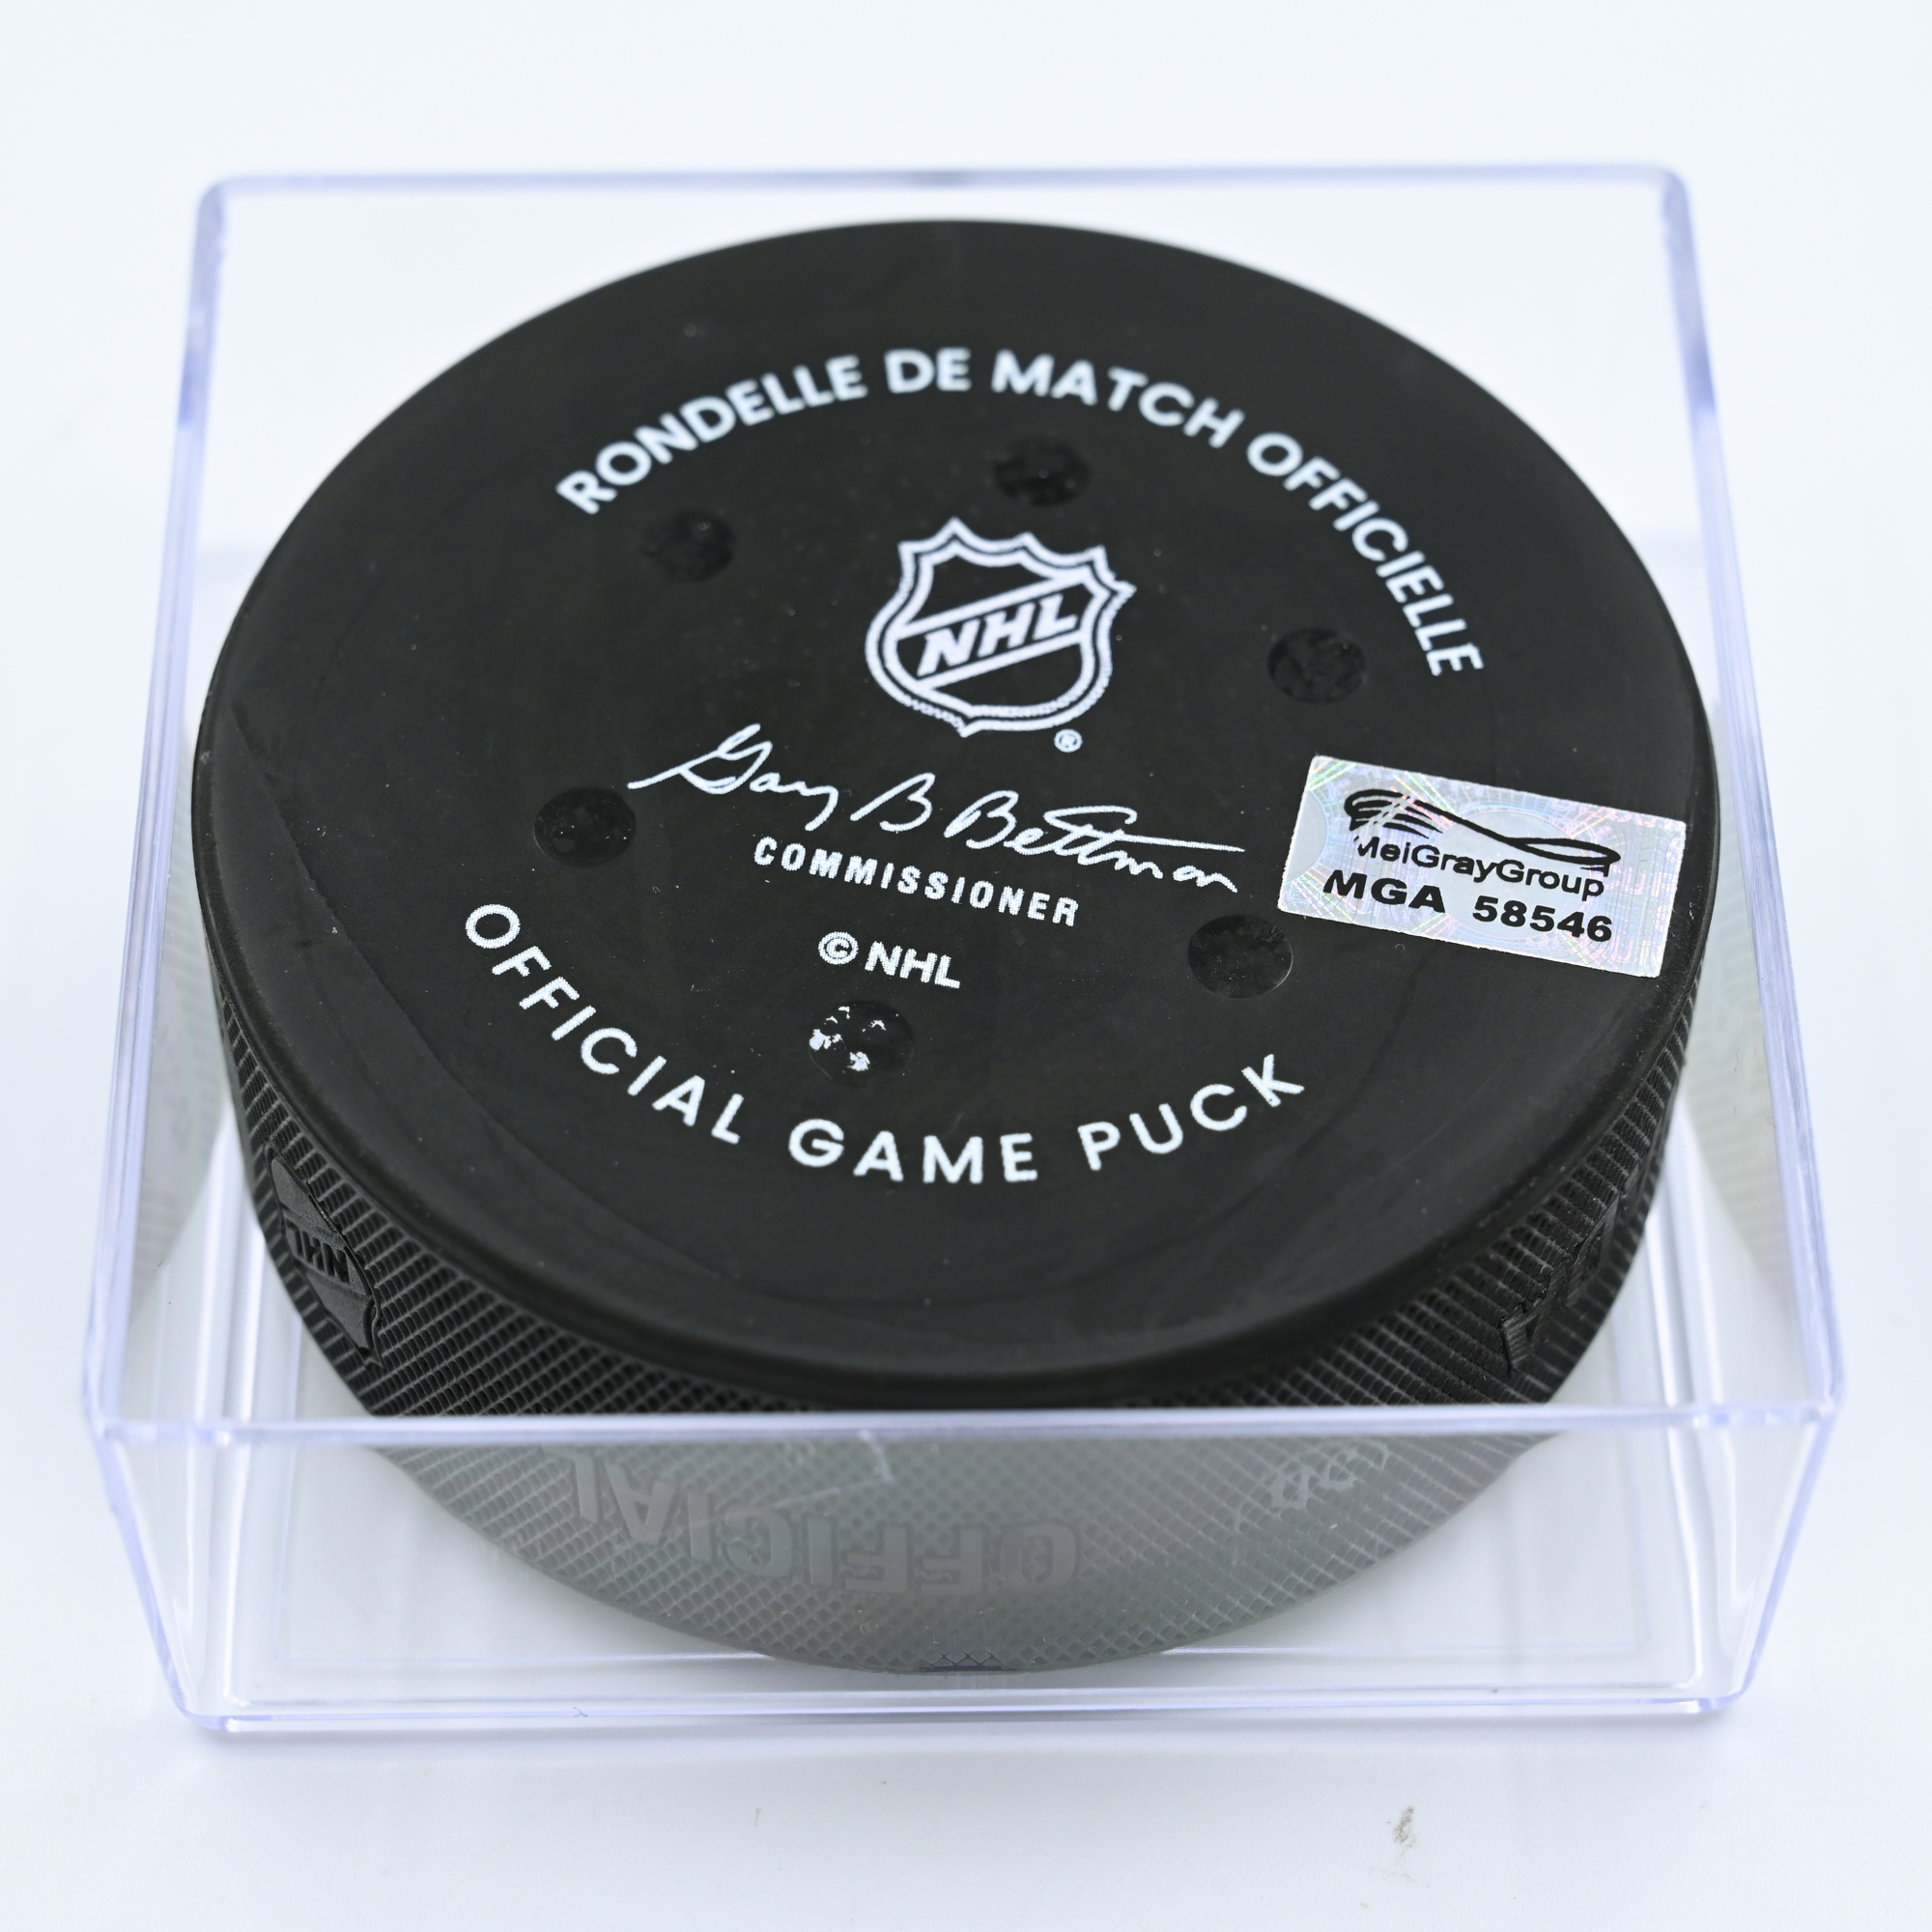 RONDELLE DE MATCH OFFICIELLE
NHL
®
Gary B Bettman
COMMISSIONER
© NHL
OFFICIAL GAME PUCK
MeiGrayGroup
MGA 58546
NHL
OFFICIAL